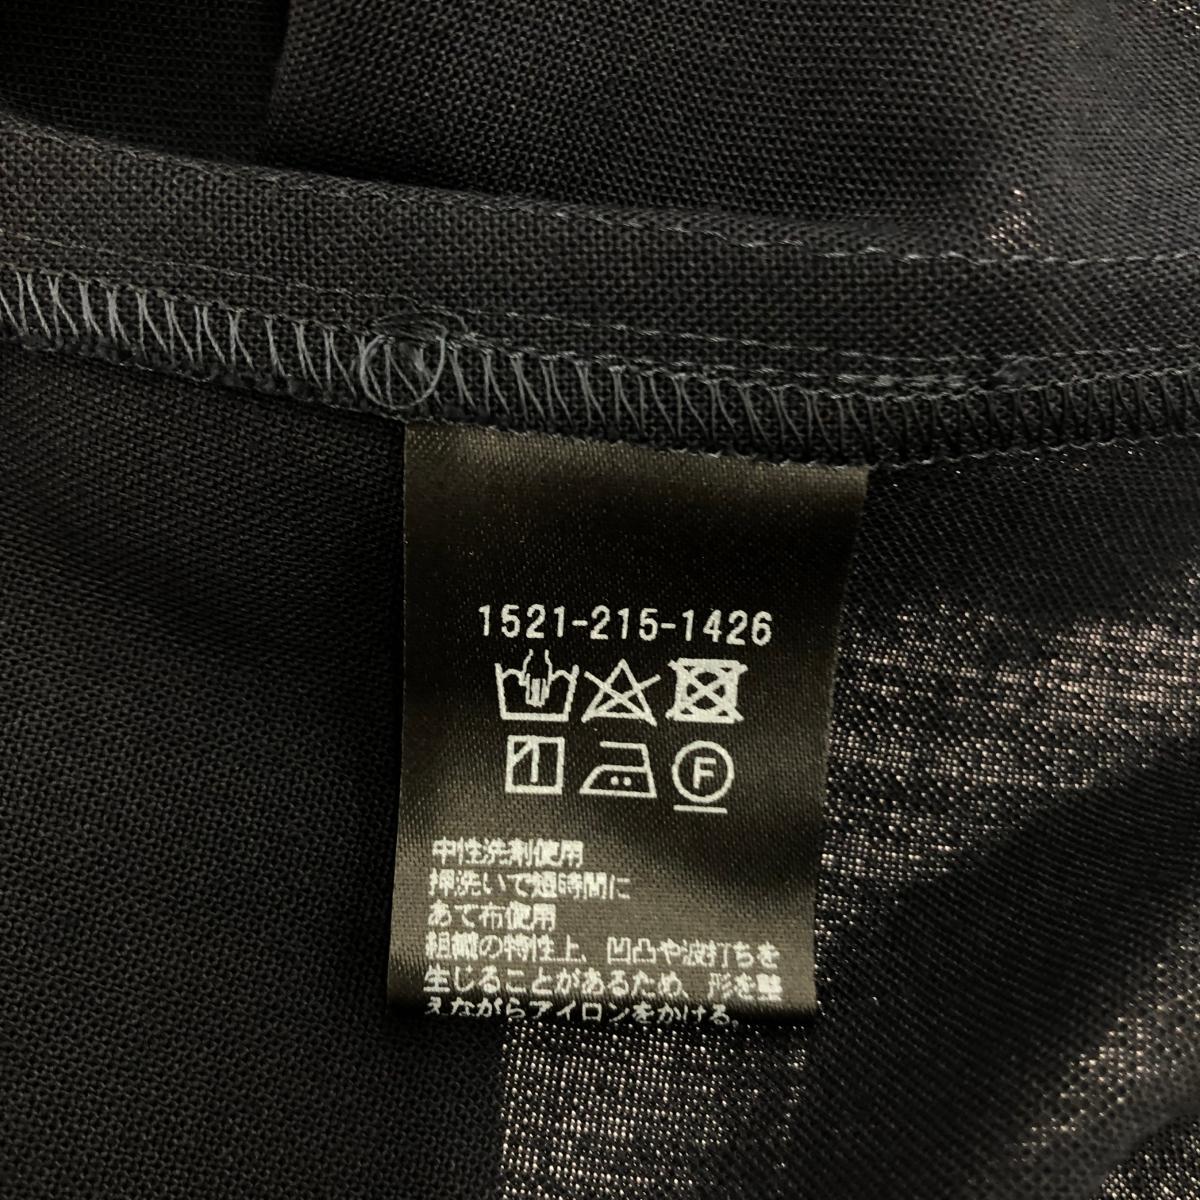 1521-215-1426
F
中性洗剤使用
押洗いで短時間に
あて布使用
組織の特性上、凹凸や波打ちを
生じることがあるため、形を整
えながらアイロンをかける。